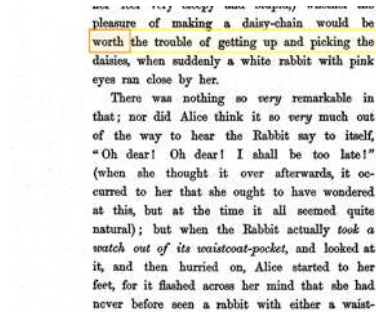 pleasure of making a daisy-chain would be
worth the trouble of getting up and picking the
daisies, when suddenly a white rabbit with pink
eyes ran close by her.
There was nothing so very remarkable in
that; nor did Alice think it so very much out
of the way to hear the Rabbit say to itself,
“Oh dear! Oh dear! I shall be too late!”
(when she thought it over afterwards, it oc-
curred to her that she ought to have wondered
at this, but at the time it all seemed quite
natural); but when the Rabbit actually took a
watch out of its waistcoat-pocket, and looked at
it, and then hurried on, Alice started to her
feet, for it flashed across her mind that she had
never before seen a rabbit with either a waist-